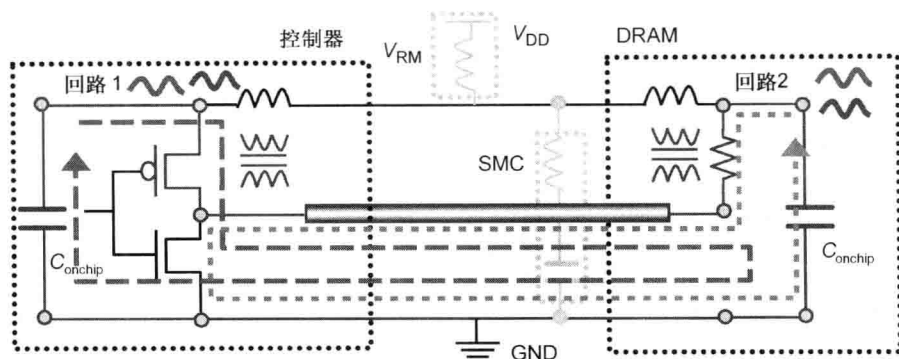 控制器
V_RM
V_DD
DRAM
回路 1
回路2
SMC
C_onchip
C_onchip
GND